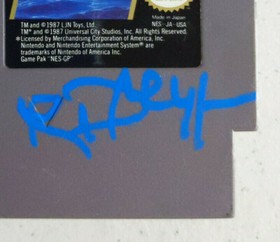 Made in Japan
TM and © 1987 LJN Toys, Ltd. NES - JA - USA
TM* and © 1987 Universal City Studios, Inc. All Rights Reserved.
●Licensed by Merchandising Corporation of America, Inc.
Nintendo and Nintendo Entertainment System are
trademarks of Nintendo of America Inc.
Game Pak "NES-GP"